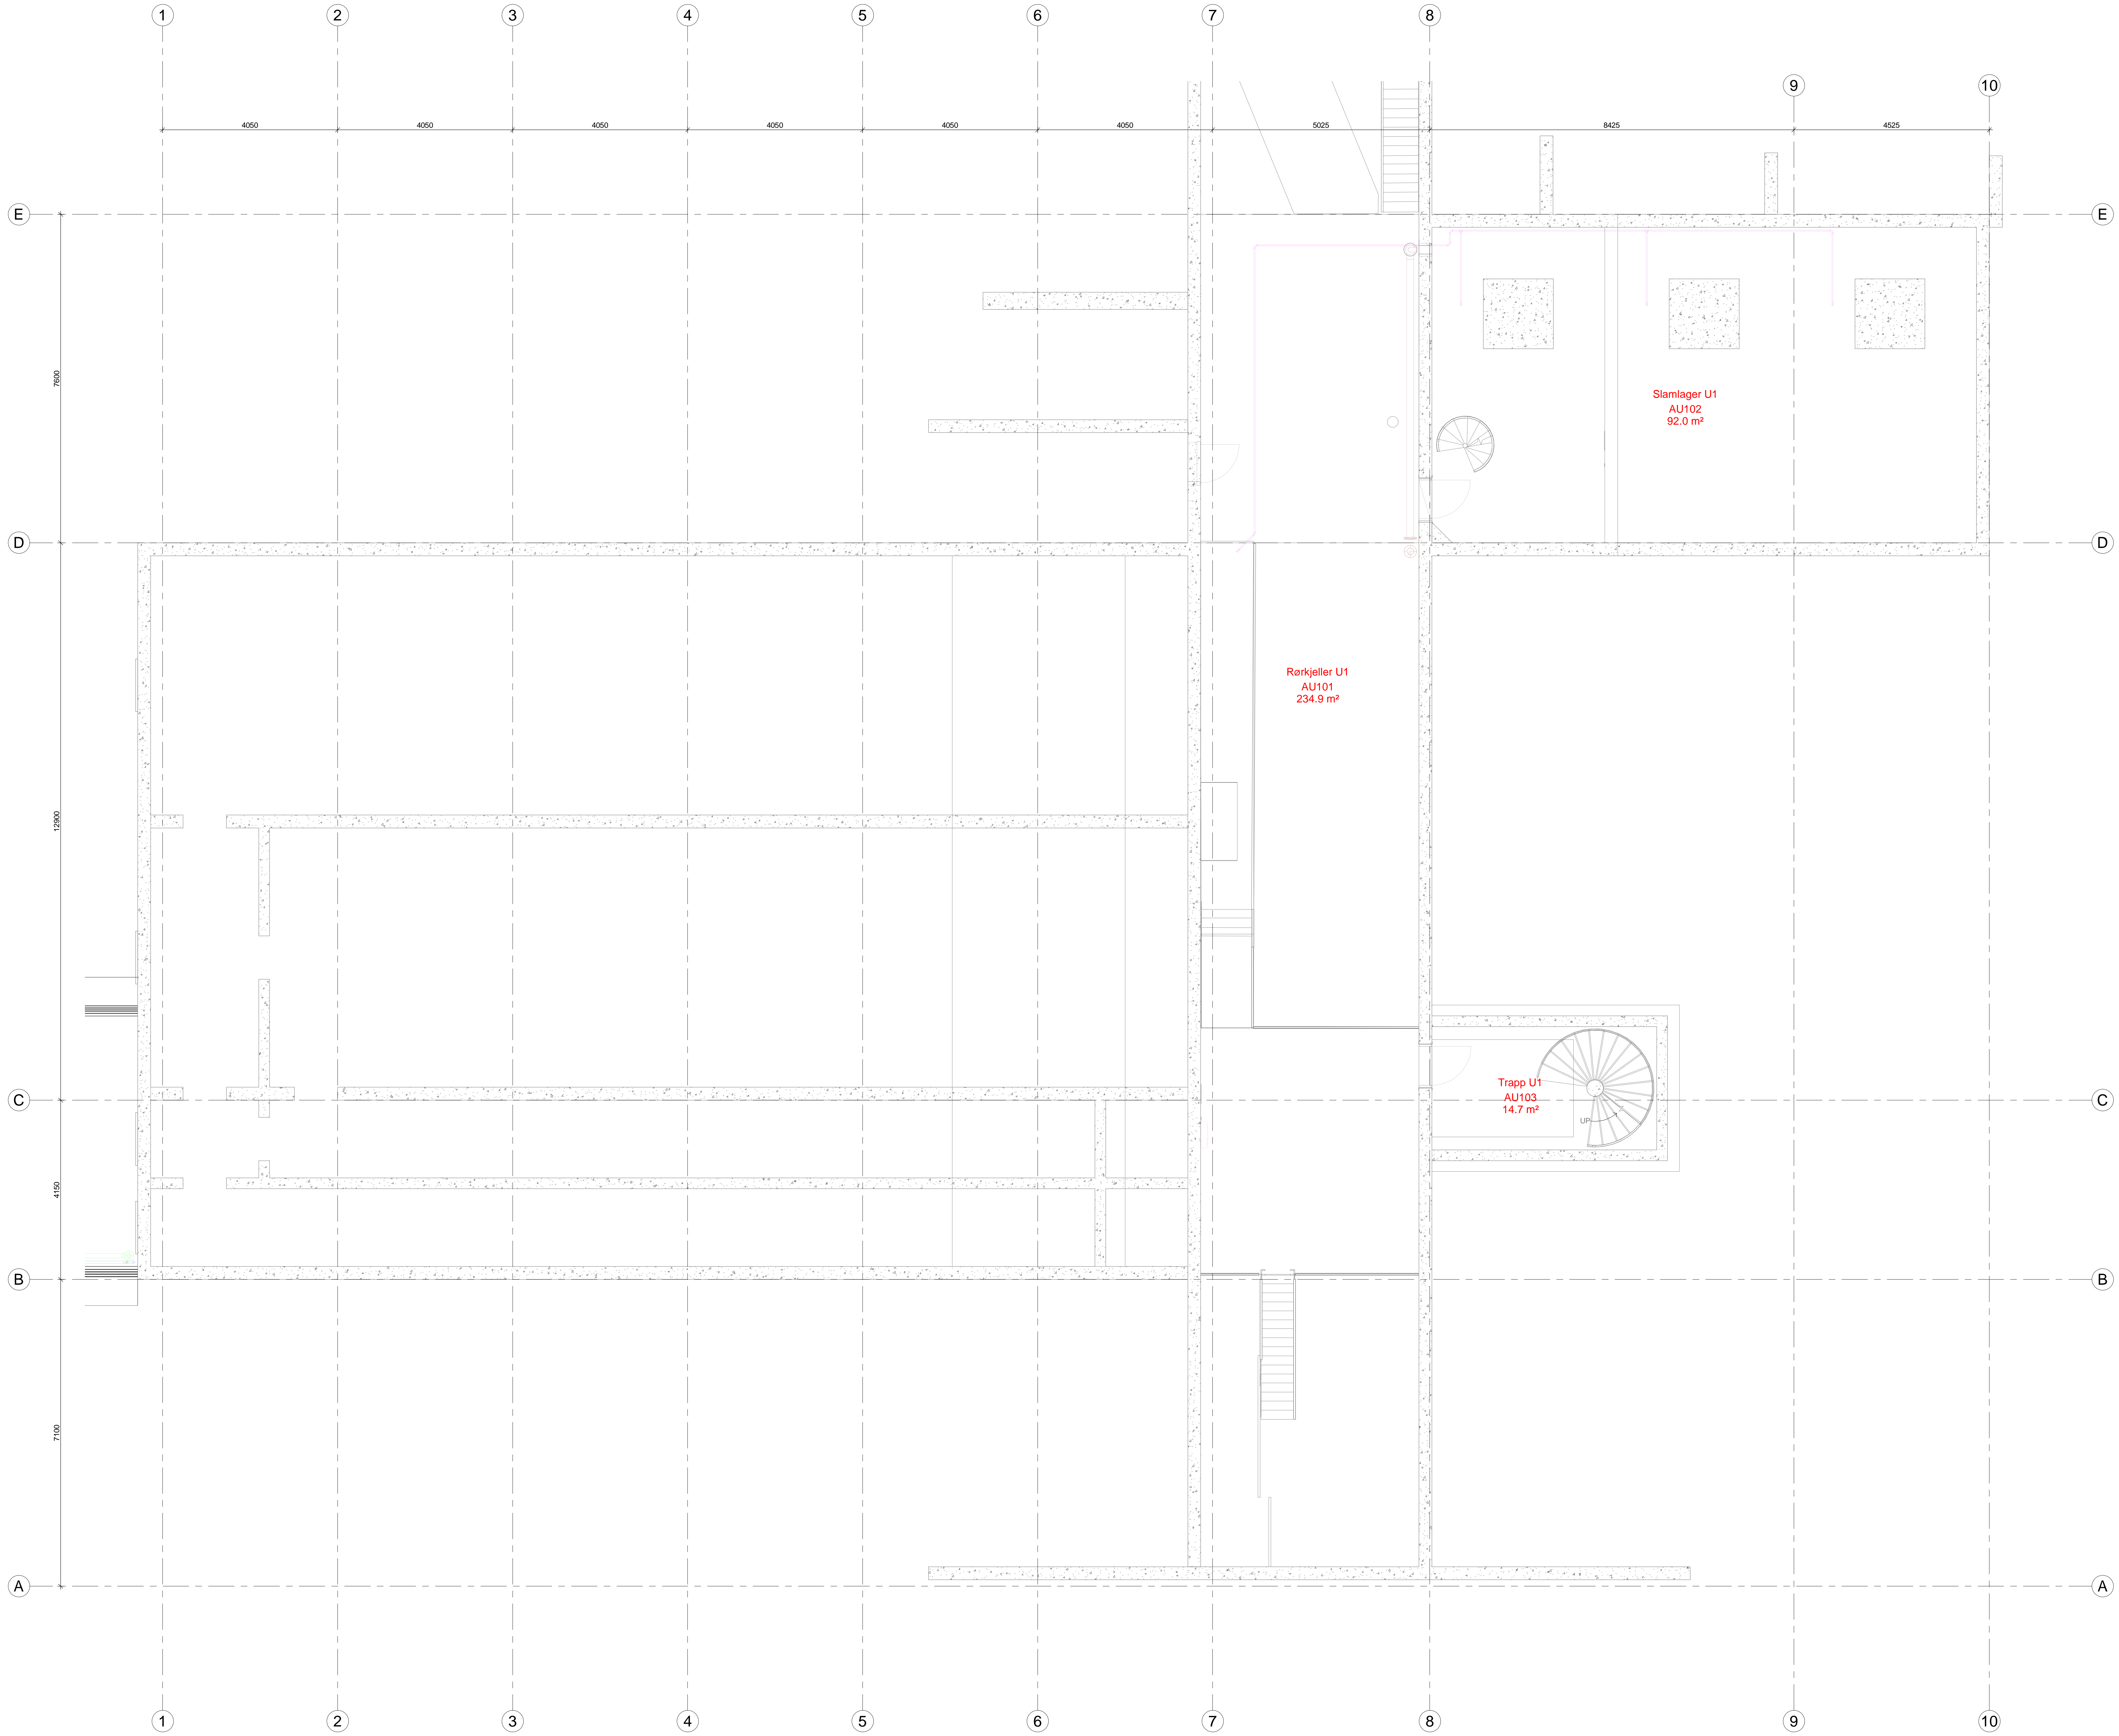 1 2 3 4 5 6 7 8
9 10
4050 4050 4050 4050 4050 4050 5025 8425 4525
E E
7600
Slamlager U1
AU102
92.0 m²
D D
Rørkjeller U1
AU101
234.9 m²
12900
Trapp U1
AU103
14.7 m²
C C
UP
4150
B B
7100
A A
1 2 3 4 5 6 7 8 9 10